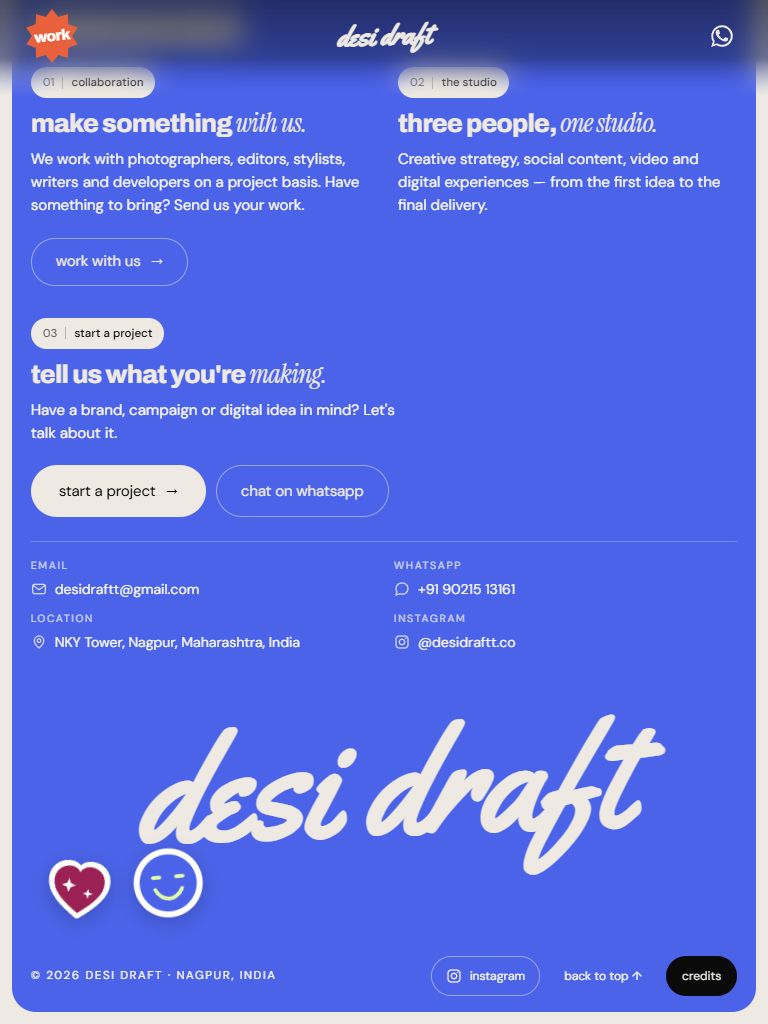 work
desi draft
01 | collaboration
make something with us.
We work with photographers, editors, stylists,
writers and developers on a project basis. Have
something to bring? Send us your work.
work with us →
02 | the studio
three people, one studio.
Creative strategy, social content, video and
digital experiences — from the first idea to the
final delivery.
03 | start a project
tell us what you're making.
Have a brand, campaign or digital idea in mind? Let's
talk about it.
start a project →
chat on whatsapp
EMAIL
desidraftt@gmail.com
WHATSAPP
+91 90215 13161
LOCATION
NKY Tower, Nagpur, Maharashtra, India
INSTAGRAM
@desidraftt.co
desi draft
© 2026 DESI DRAFT · NAGPUR, INDIA
instagram
back to top ↑
credits